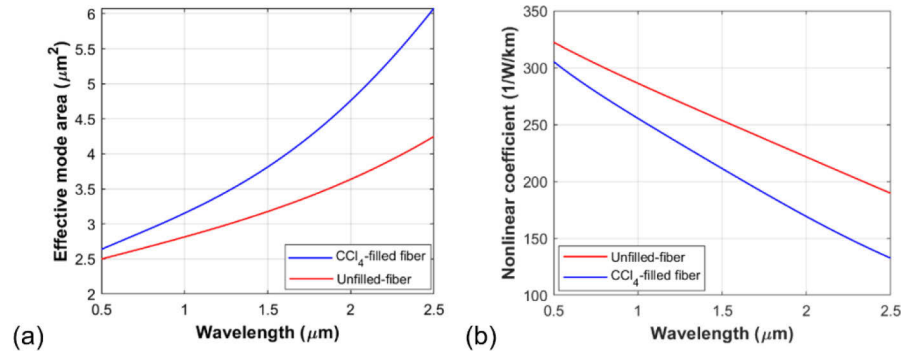 6
5.5
5
4.5
4
3.5
3
2.5
2
0.5
1
1.5
2
2.5
Effective mode area (μm²)
Wavelength (μm)
CCl₄-filled fiber
Unfilled-fiber
(a)
350
300
250
200
150
100
0.5
1
1.5
2
2.5
Nonlinear coefficient (1/W/km)
Wavelength (μm)
Unfilled-fiber
CCl₄-filled fiber
(b)